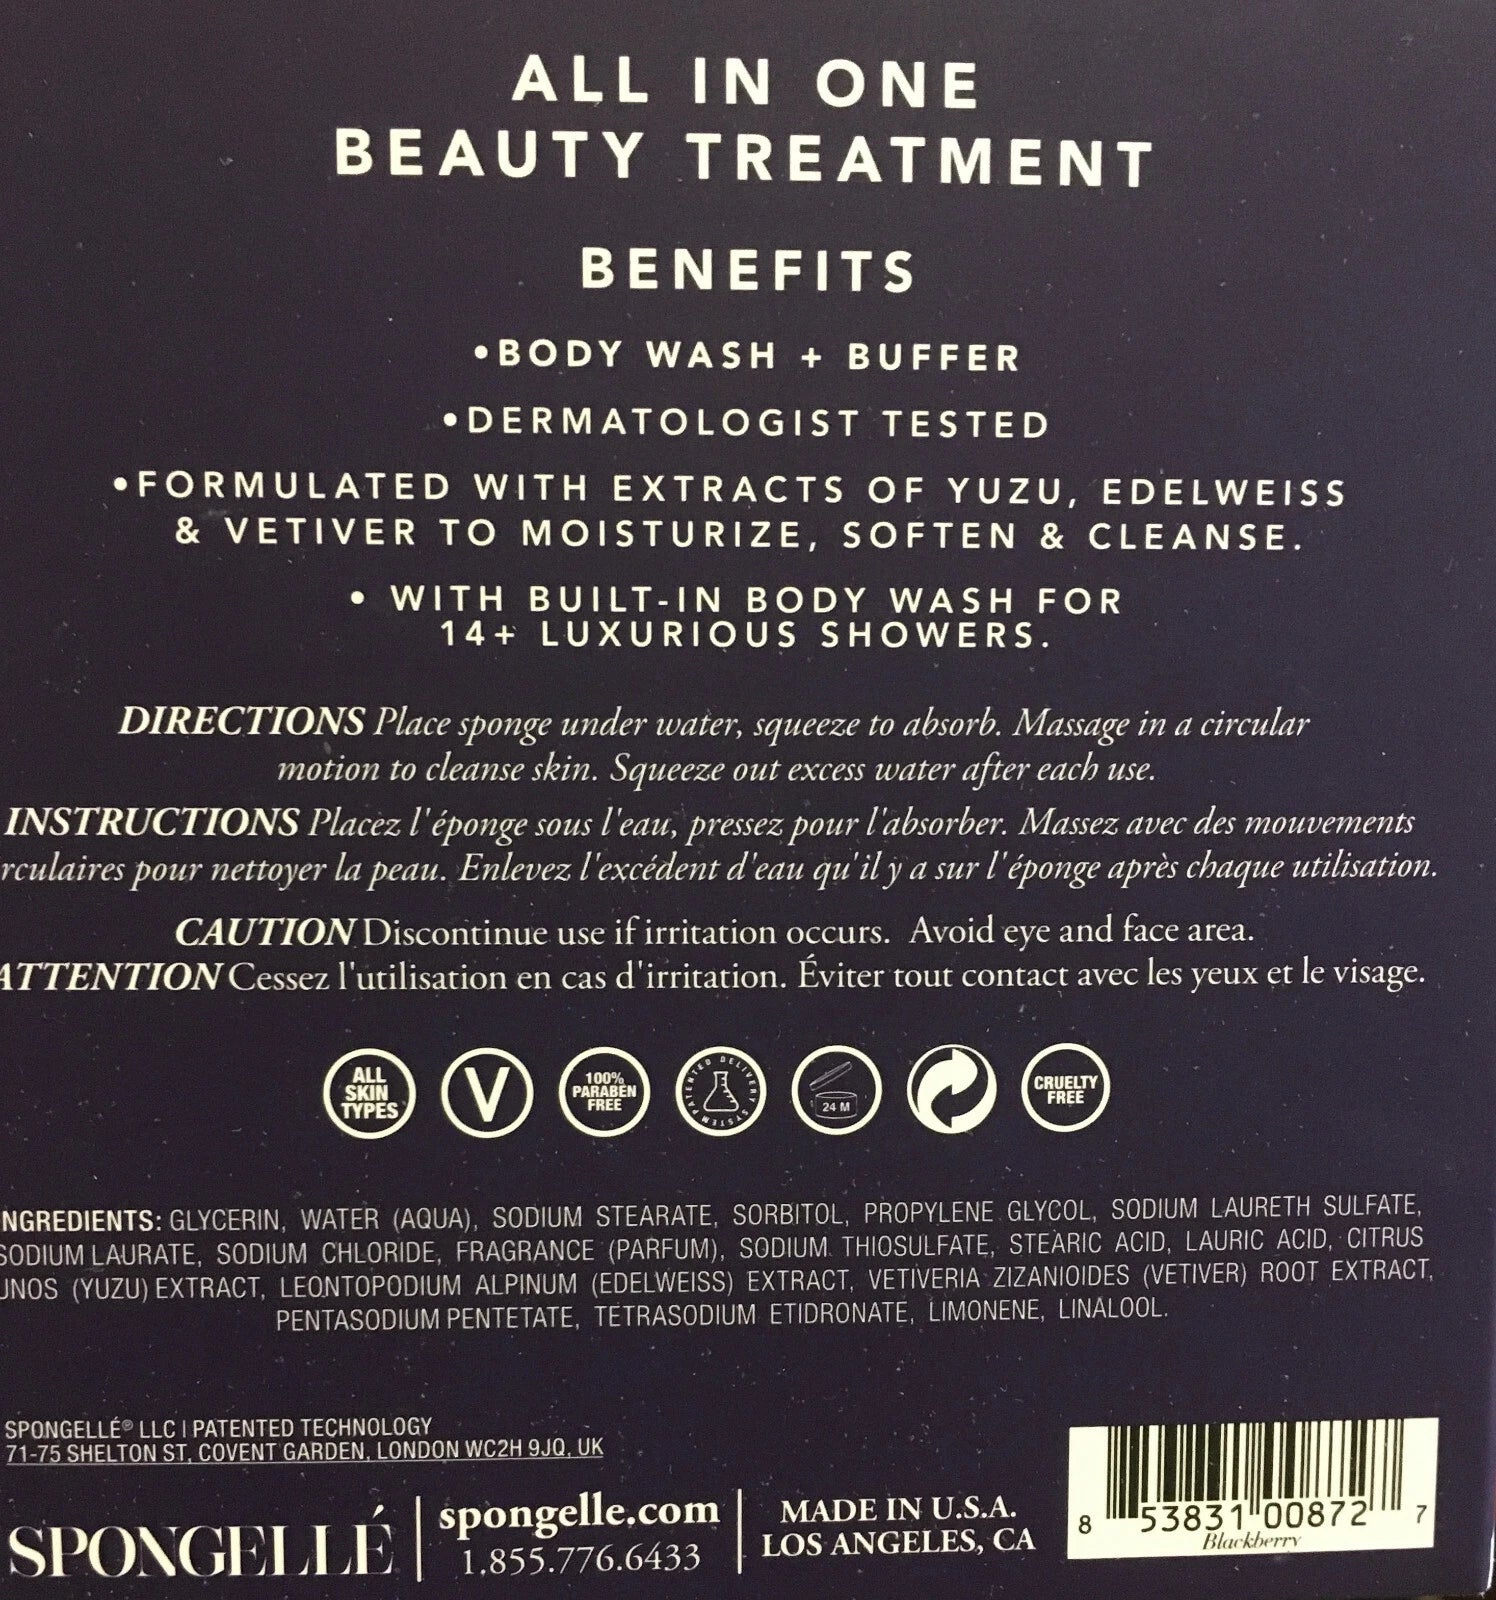 ALL IN ONE
BEAUTY TREATMENT
BENEFITS
•BODY WASH + BUFFER
•DERMATOLOGIST TESTED
•FORMULATED WITH EXTRACTS OF YUZU, EDELWEISS
& VETIVER TO MOISTURIZE, SOFTEN & CLEANSE.
• WITH BUILT-IN BODY WASH FOR
14+ LUXURIOUS SHOWERS.
DIRECTIONS Place sponge under water, squeeze to absorb. Massage in a circular
motion to cleanse skin. Squeeze out excess water after each use.
INSTRUCTIONS Placez l'éponge sous l'eau, pressez pour l'absorber. Massez avec des mouvements
rculaires pour nettoyer la peau. Enlevez l'excédent d'eau qu'il y a sur l'éponge après chaque utilisation.
CAUTION Discontinue use if irritation occurs. Avoid eye and face area.
ATTENTION Cessez l'utilisation en cas d'irritation. Éviter tout contact avec les yeux et le visage.
ALL
SKIN
TYPES
V
100%
PARABEN
FREE
PATENTED DELIVERY SYSTEM
24 M
CRUELTY
FREE
NGREDIENTS: GLYCERIN, WATER (AQUA), SODIUM STEARATE, SORBITOL, PROPYLENE GLYCOL, SODIUM LAURETH SULFATE,
SODIUM LAURATE, SODIUM CHLORIDE, FRAGRANCE (PARFUM), SODIUM THIOSULFATE, STEARIC ACID, LAURIC ACID, CITRUS
UNOS (YUZU) EXTRACT, LEONTOPODIUM ALPINUM (EDELWEISS) EXTRACT, VETIVERIA ZIZANIOIDES (VETIVER) ROOT EXTRACT,
PENTASODIUM PENTETATE, TETRASODIUM ETIDRONATE, LIMONENE, LINALOOL.
SPONGELLÉ® LLC | PATENTED TECHNOLOGY
71-75 SHELTON ST, COVENT GARDEN, LONDON WC2H 9JQ, UK
SPONGELLÉ
spongelle.com
1.855.776.6433
MADE IN U.S.A.
LOS ANGELES, CA
8 53831 00872 7
Blackberry